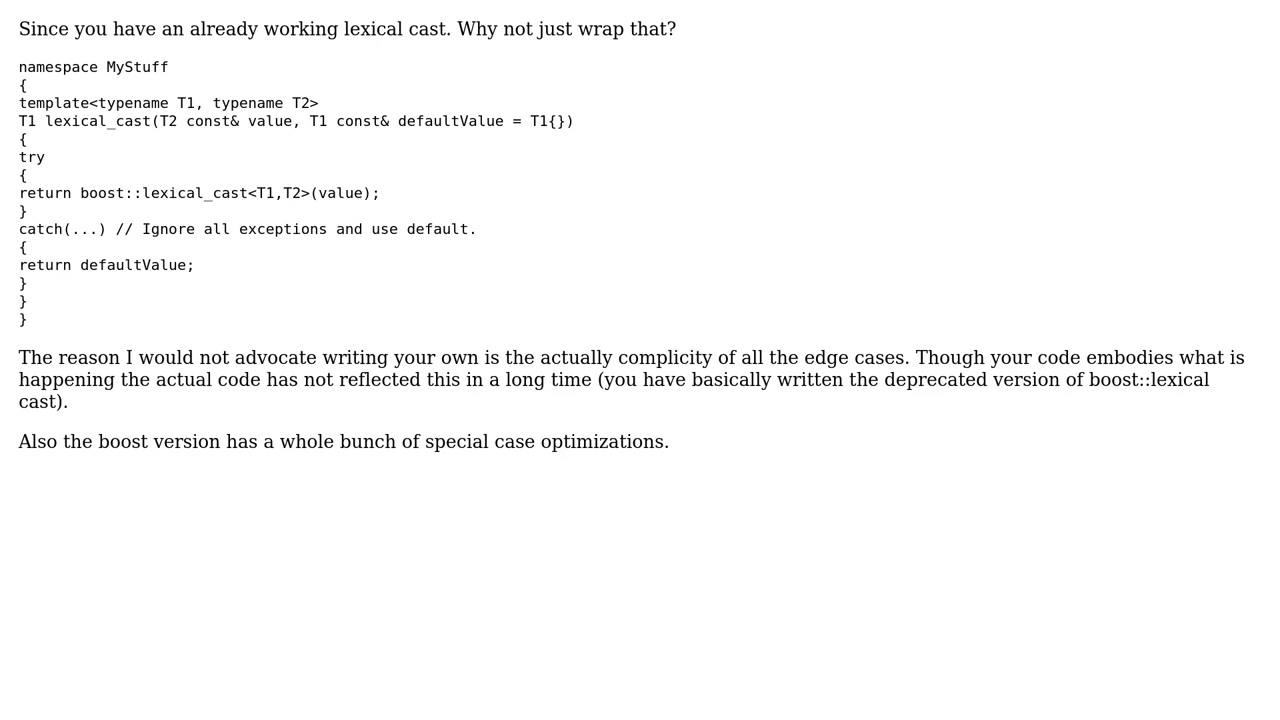 Since you have an already working lexical cast. Why not just wrap that?
namespace MyStuff
{
template<typename T1, typename T2>
T1 lexical_cast(T2 const& value, T1 const& defaultValue = T1{})
{
try
{
return boost::lexical_cast<T1,T2>(value);
}
catch(...) // Ignore all exceptions and use default.
{
return defaultValue;
}
}
}
The reason I would not advocate writing your own is the actually complicity of all the edge cases. Though your code embodies what is
happening the actual code has not reflected this in a long time (you have basically written the deprecated version of boost::lexical
cast).
Also the boost version has a whole bunch of special case optimizations.